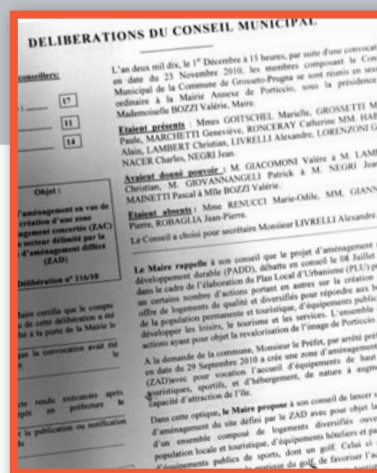 DELIBERATIONS DU CONSEIL MUNICIPAL
conseillers:
17
11
14
Objet :
l'aménagement en vue de
création d'une zone
aménagement concertée (ZAC)
secteur délimité par la
d'aménagement différé
(ZAD)
Délibération n° 116/10
Maire certifie que le compte
de cette délibération a été
à la porte de la Mairie le
que la convocation avait été
le
rendu exécutoire après
en préfecture le
la publication ou notification
L'an deux mil dix, le 1er Décembre à 15 heures, par suite d'une convocat
en date du 23 Novembre 2010, les membres composant le Con
Municipal de la Commune de Grosseto-Prugna se sont réunis en
ordinaire à la Mairie Annexe de Porticcio, sous la présidence
Mademoiselle BOZZI Valérie, Maire.
Etaient présents : Mmes GOITSCHEL Marielle, GROSSETTI M
Paule, MARCHETTI Geneviève, RONCERAY Catherine MM.
Alain, LAMBERT Christian, LIVRELLI Alexandre, LORENZONI G
NACER Charles, NEGRI Jean.
Avaient donné pouvoir : M. GIACOMONI Valère à M. LAM
Christian, M. GIOVANNANGELI Patrick à M. NEGRI Jea
MAINETTI Pascal à Mlle BOZZI Valérie.
Etaient absents : Mme RENUCCI Marie-Odile, MM. GIANN
Pierre, ROBAGLIA Jean-Pierre.
Le Conseil a choisi pour secrétaire Monsieur LIVRELLI Alexandre.
Le Maire rappelle à son conseil que le projet d'aménagement
développement durable (PADD), débattu en conseil le 08 Juillet
dans le cadre de l'élaboration du Plan Local d'Urbanisme (PLU) p
un certains nombre d'actions portant en autres sur la création
offre de logements de qualité et diversifiés pour répondre aux b
de la population permanente et touristique, d'équipements public
développer les loisirs, le tourisme et les services. L'ensemble
actions ayant pour objet la revalorisation de l'image de Porticcio.
A la demande de la commune, Monsieur le Préfet, par arrêté préf
en date du 29 Septembre 2010 a crée une zone d'aménagement
(ZAD)avec pour vocation l'accueil d'équipements de haut
touristiques, sportifs, et d'hébergement, de nature à augm
capacité d'attraction de l'île.
Dans cette optique, le Maire propose à son conseil de lancer
d'aménagement du site défini par le ZAD avec pour objet la
d'un ensemble composé de logements diversifiés ouv
population locale et touristique, d'équipements hôteliers et pa
d'équipements publics de sports, dont un golf. Celui ci
pratique du golf, de favoriser l'ac